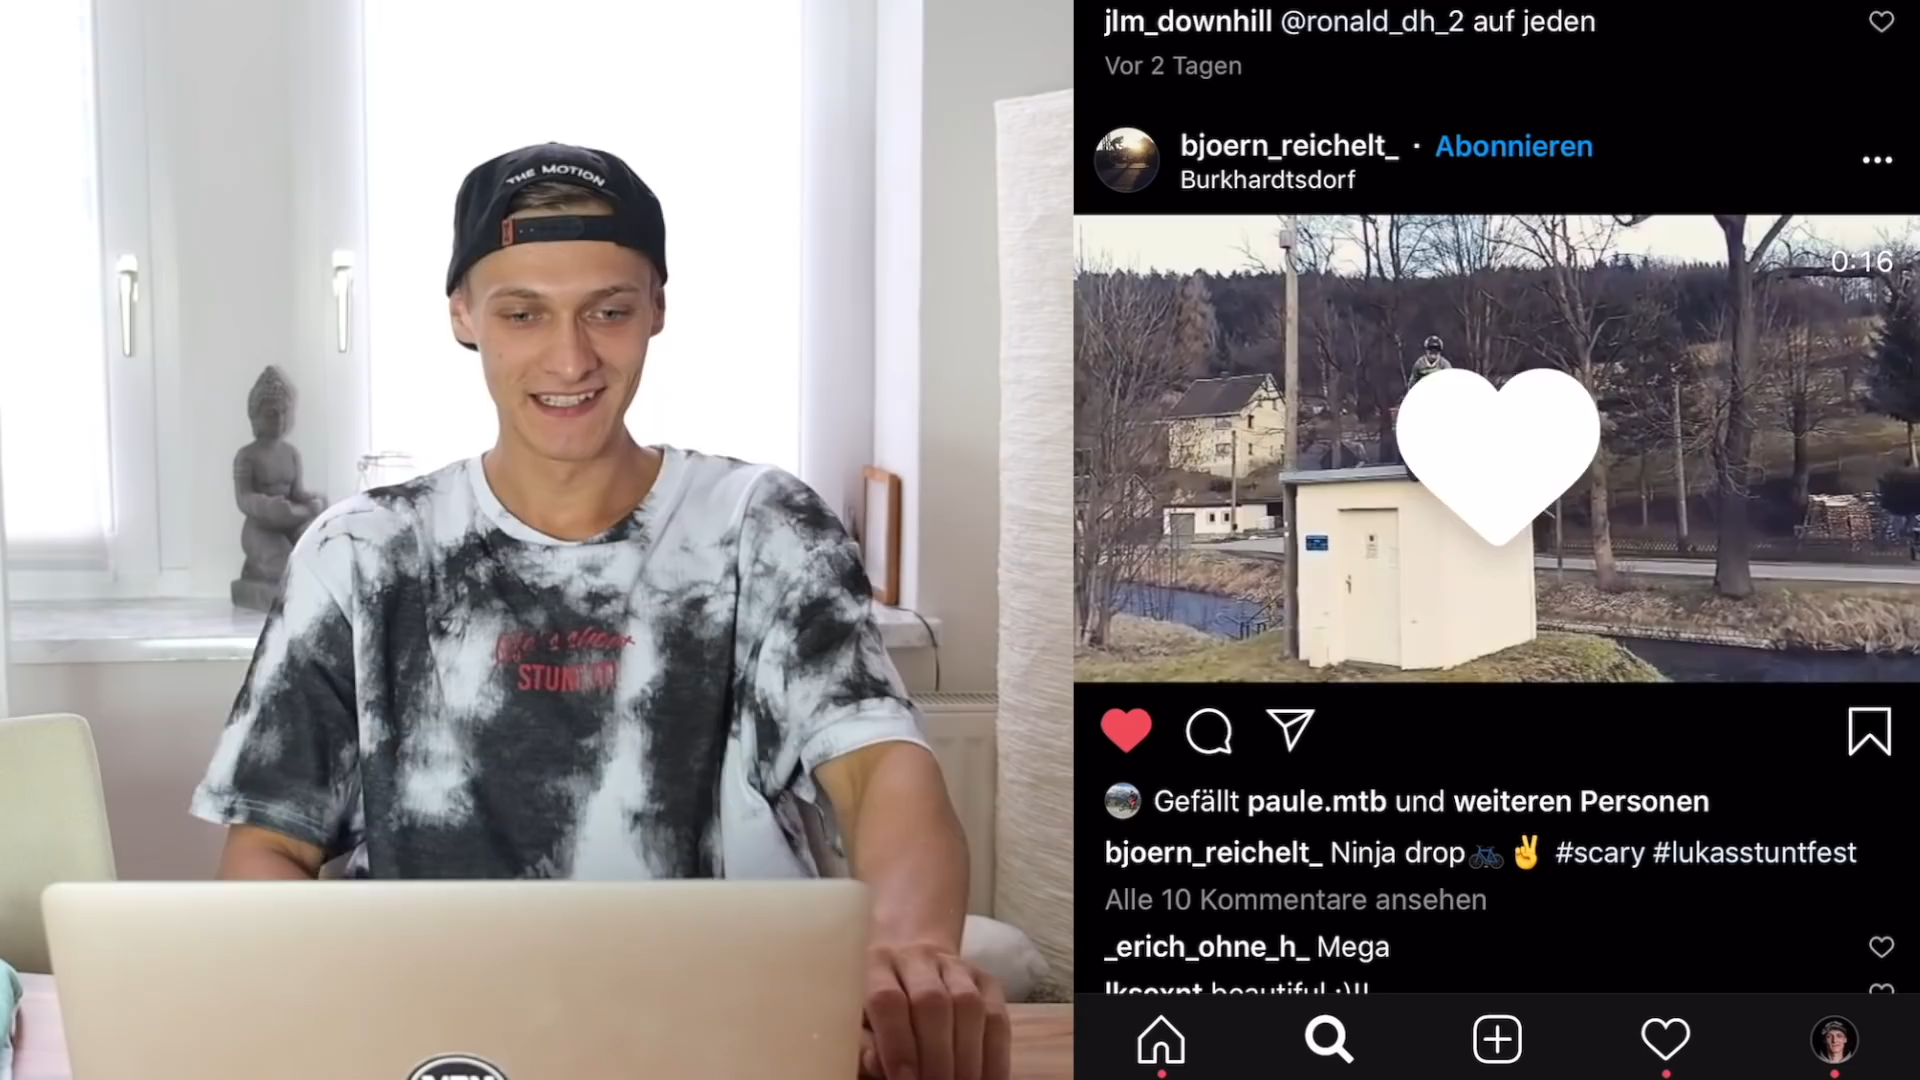 THE MOTION
STUN
jlm_downhill @ronald_dh_2 auf jeden
Vor 2 Tagen
bjoern_reichelt_ · Abonnieren
Burkhardtsdorf
0:16
Gefällt paule.mtb und weiteren Personen
bjoern_reichelt_ Ninja drop🚲✌️ #scary #lukasstuntfest
Alle 10 Kommentare ansehen
_erich_ohne_h_ Mega
beautiful :)!!